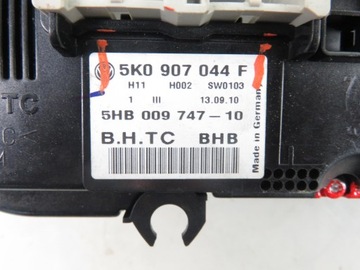 5K0 907 044 F
H11 H002 SW0103
1 III 13.09.10
5HB 009 747-10
B.H.TC BHB
Made in Germany
TC